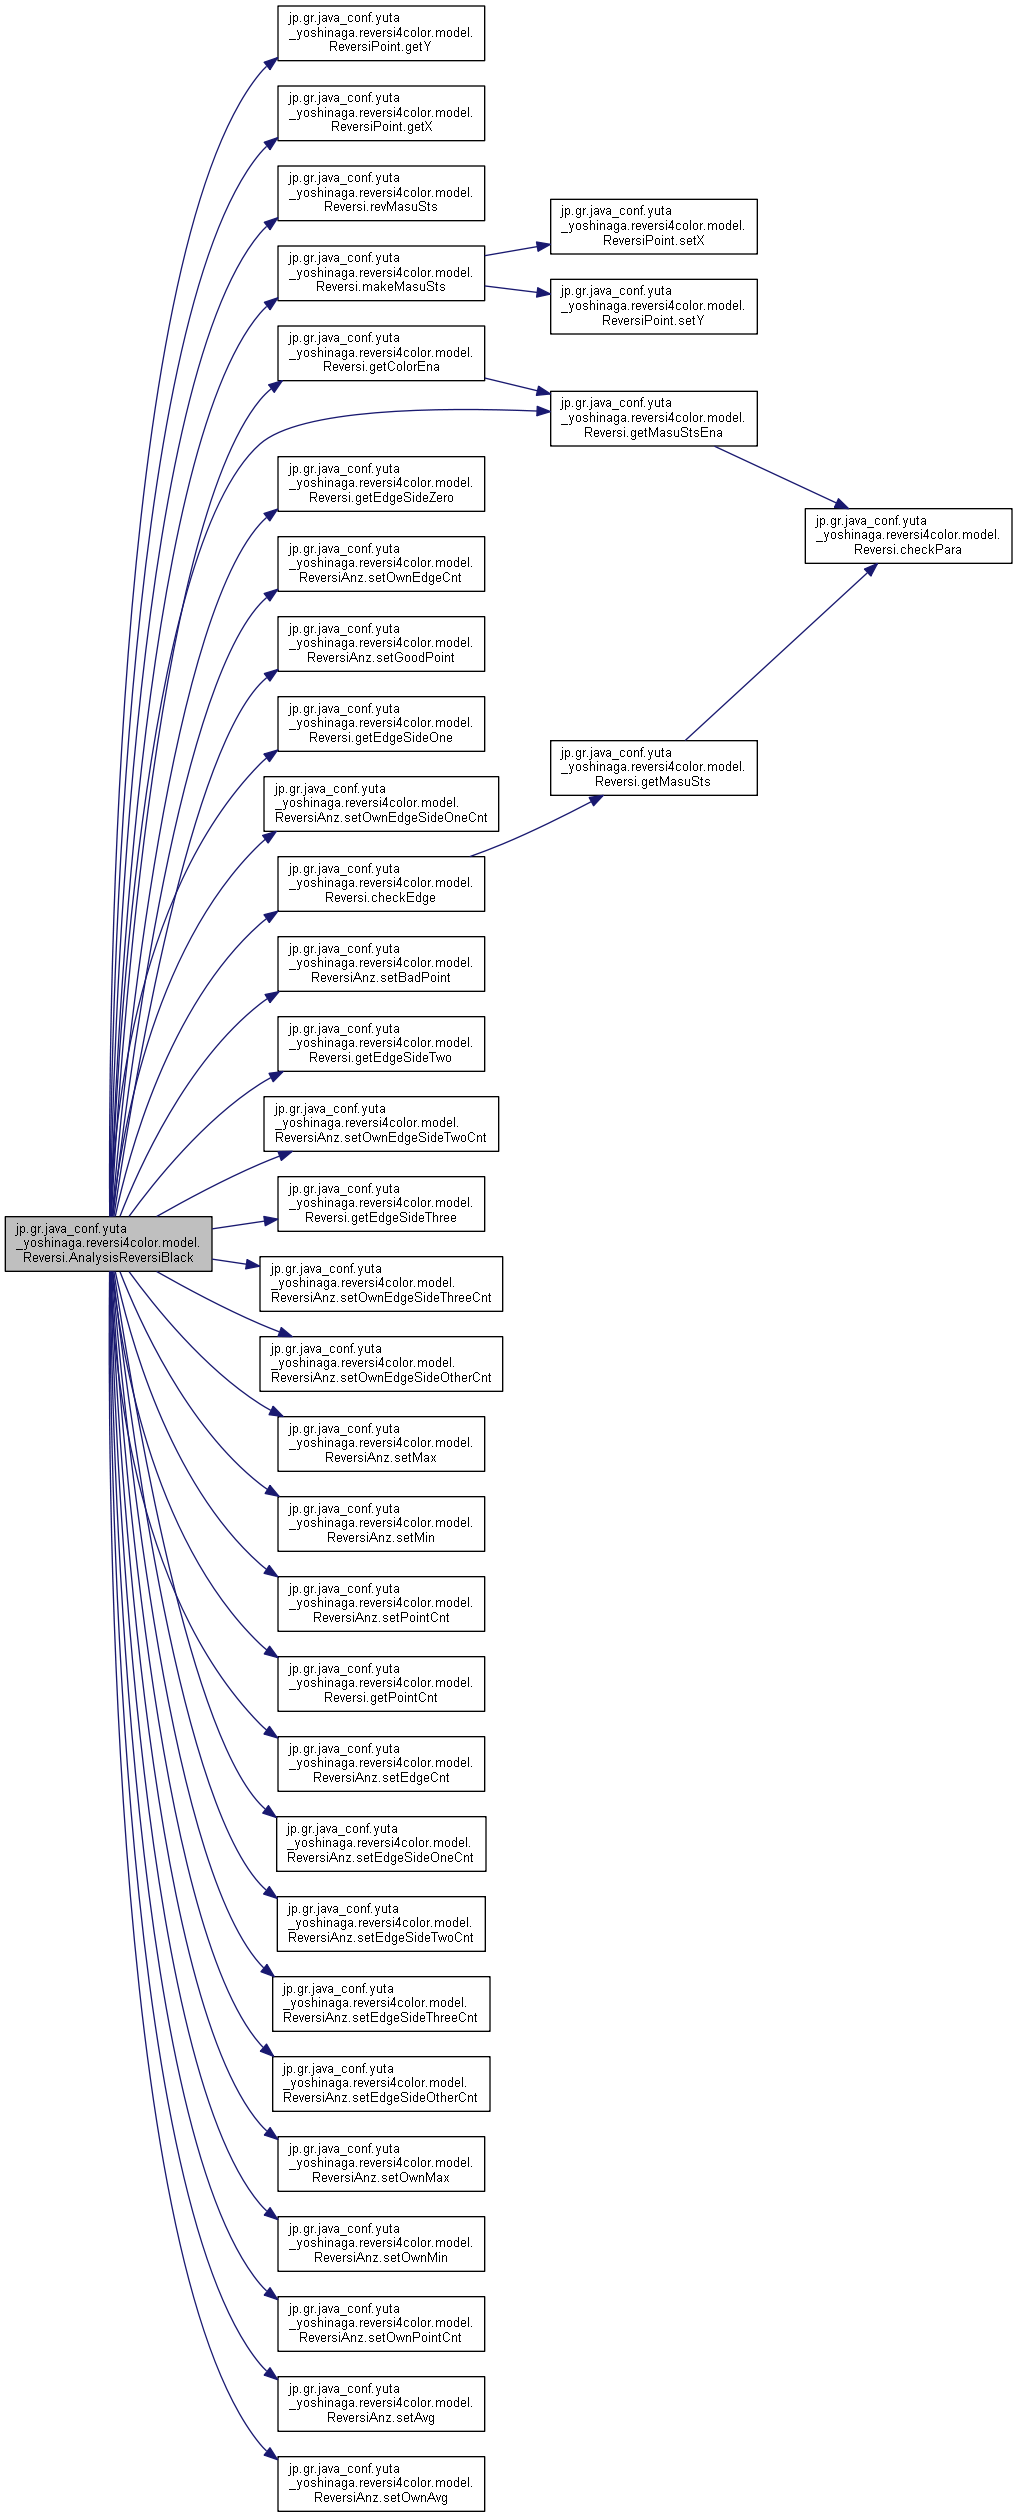 jp.gr.java_conf.yuta
_yoshinaga.reversi4color.model.
ReversiPoint.getY
jp.gr.java_conf.yuta
_yoshinaga.reversi4color.model.
ReversiPoint.getX
jp.gr.java_conf.yuta
_yoshinaga.reversi4color.model.
Reversi.revMasuSts
jp.gr.java_conf.yuta
_yoshinaga.reversi4color.model.
ReversiPoint.setX
jp.gr.java_conf.yuta
_yoshinaga.reversi4color.model.
Reversi.makeMasuSts
jp.gr.java_conf.yuta
_yoshinaga.reversi4color.model.
ReversiPoint.setY
jp.gr.java_conf.yuta
_yoshinaga.reversi4color.model.
Reversi.getColorEna
jp.gr.java_conf.yuta
_yoshinaga.reversi4color.model.
Reversi.getMasuStsEna
jp.gr.java_conf.yuta
_yoshinaga.reversi4color.model.
Reversi.getEdgeSideZero
jp.gr.java_conf.yuta
_yoshinaga.reversi4color.model.
Reversi.checkPara
jp.gr.java_conf.yuta
_yoshinaga.reversi4color.model.
ReversiAnz.setOwnEdgeCnt
jp.gr.java_conf.yuta
_yoshinaga.reversi4color.model.
ReversiAnz.setGoodPoint
jp.gr.java_conf.yuta
_yoshinaga.reversi4color.model.
Reversi.getEdgeSideOne
jp.gr.java_conf.yuta
_yoshinaga.reversi4color.model.
Reversi.getMasuSts
jp.gr.java_conf.yuta
_yoshinaga.reversi4color.model.
ReversiAnz.setOwnEdgeSideOneCnt
jp.gr.java_conf.yuta
_yoshinaga.reversi4color.model.
Reversi.checkEdge
jp.gr.java_conf.yuta
_yoshinaga.reversi4color.model.
ReversiAnz.setBadPoint
jp.gr.java_conf.yuta
_yoshinaga.reversi4color.model.
Reversi.getEdgeSideTwo
jp.gr.java_conf.yuta
_yoshinaga.reversi4color.model.
ReversiAnz.setOwnEdgeSideTwoCnt
jp.gr.java_conf.yuta
_yoshinaga.reversi4color.model.
Reversi.getEdgeSideThree
jp.gr.java_conf.yuta
_yoshinaga.reversi4color.model.
Reversi.AnalysisReversiBlack
jp.gr.java_conf.yuta
_yoshinaga.reversi4color.model.
ReversiAnz.setOwnEdgeSideThreeCnt
jp.gr.java_conf.yuta
_yoshinaga.reversi4color.model.
ReversiAnz.setOwnEdgeSideOtherCnt
jp.gr.java_conf.yuta
_yoshinaga.reversi4color.model.
ReversiAnz.setMax
jp.gr.java_conf.yuta
_yoshinaga.reversi4color.model.
ReversiAnz.setMin
jp.gr.java_conf.yuta
_yoshinaga.reversi4color.model.
ReversiAnz.setPointCnt
jp.gr.java_conf.yuta
_yoshinaga.reversi4color.model.
Reversi.getPointCnt
jp.gr.java_conf.yuta
_yoshinaga.reversi4color.model.
ReversiAnz.setEdgeCnt
jp.gr.java_conf.yuta
_yoshinaga.reversi4color.model.
ReversiAnz.setEdgeSideOneCnt
jp.gr.java_conf.yuta
_yoshinaga.reversi4color.model.
ReversiAnz.setEdgeSideTwoCnt
jp.gr.java_conf.yuta
_yoshinaga.reversi4color.model.
ReversiAnz.setEdgeSideThreeCnt
jp.gr.java_conf.yuta
_yoshinaga.reversi4color.model.
ReversiAnz.setEdgeSideOtherCnt
jp.gr.java_conf.yuta
_yoshinaga.reversi4color.model.
ReversiAnz.setOwnMax
jp.gr.java_conf.yuta
_yoshinaga.reversi4color.model.
ReversiAnz.setOwnMin
jp.gr.java_conf.yuta
_yoshinaga.reversi4color.model.
ReversiAnz.setOwnPointCnt
jp.gr.java_conf.yuta
_yoshinaga.reversi4color.model.
ReversiAnz.setAvg
jp.gr.java_conf.yuta
_yoshinaga.reversi4color.model.
ReversiAnz.setOwnAvg